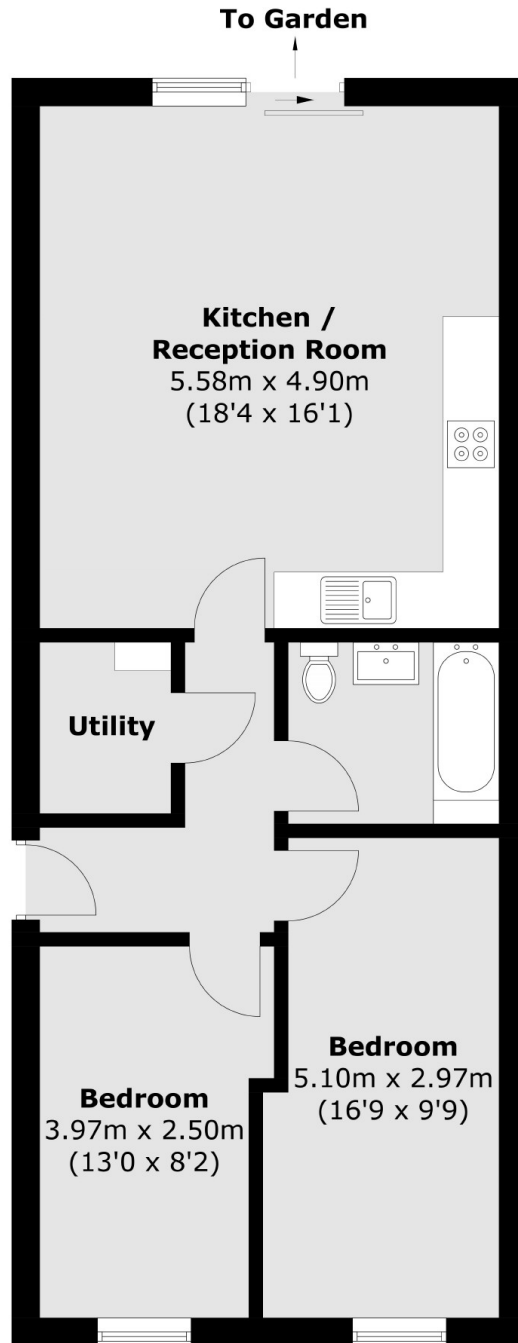 To Garden
Kitchen /
Reception Room
5.58m x 4.90m
(18'4 x 16'1)
Utility
Bedroom
3.97m x 2.50m
(13'0 x 8'2)
Bedroom
5.10m x 2.97m
(16'9 x 9'9)